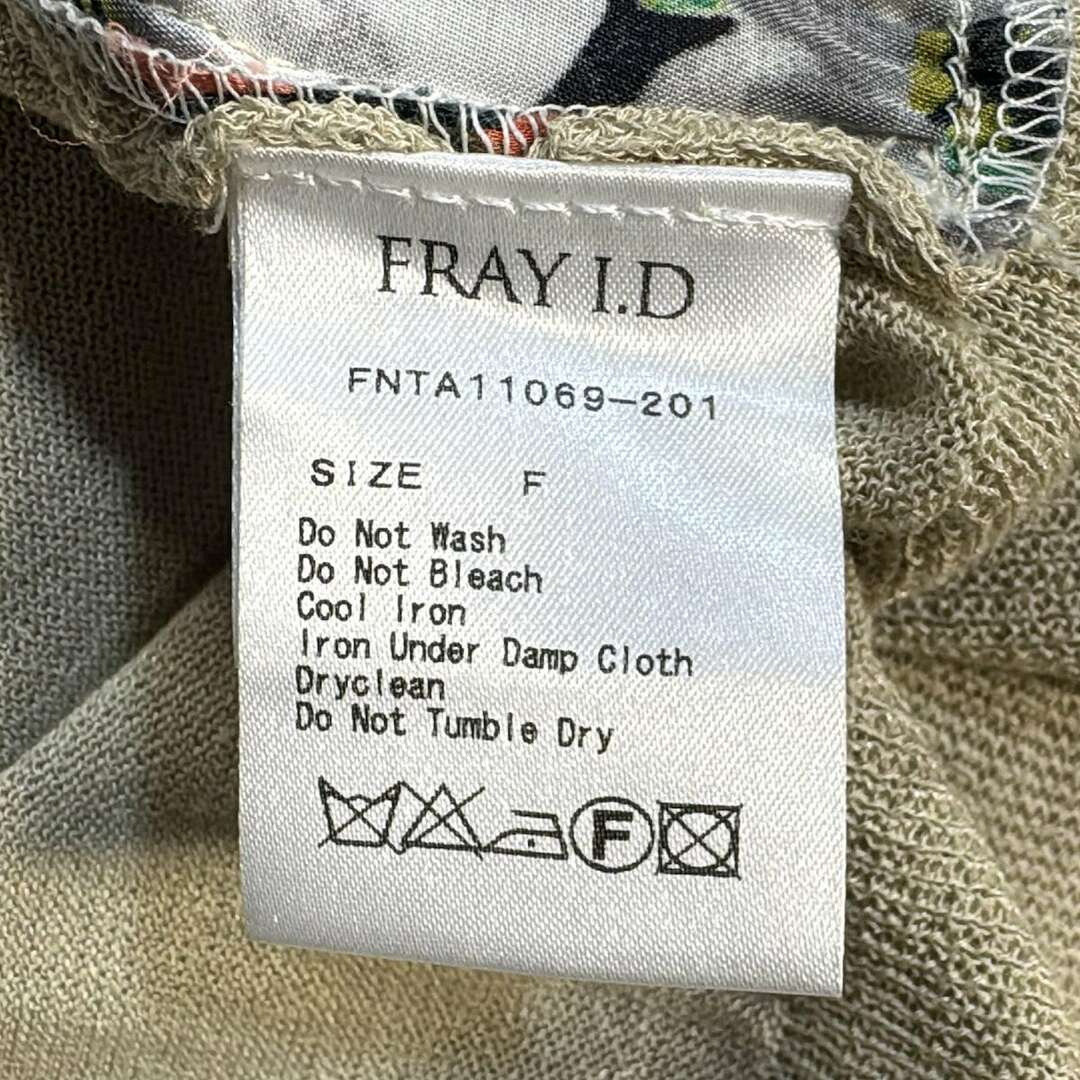 FRAY I.D
FNTA11069-201
SIZE F
Do Not Wash
Do Not Bleach
Cool Iron
Iron Under Damp Cloth
Dryclean
Do Not Tumble Dry
F